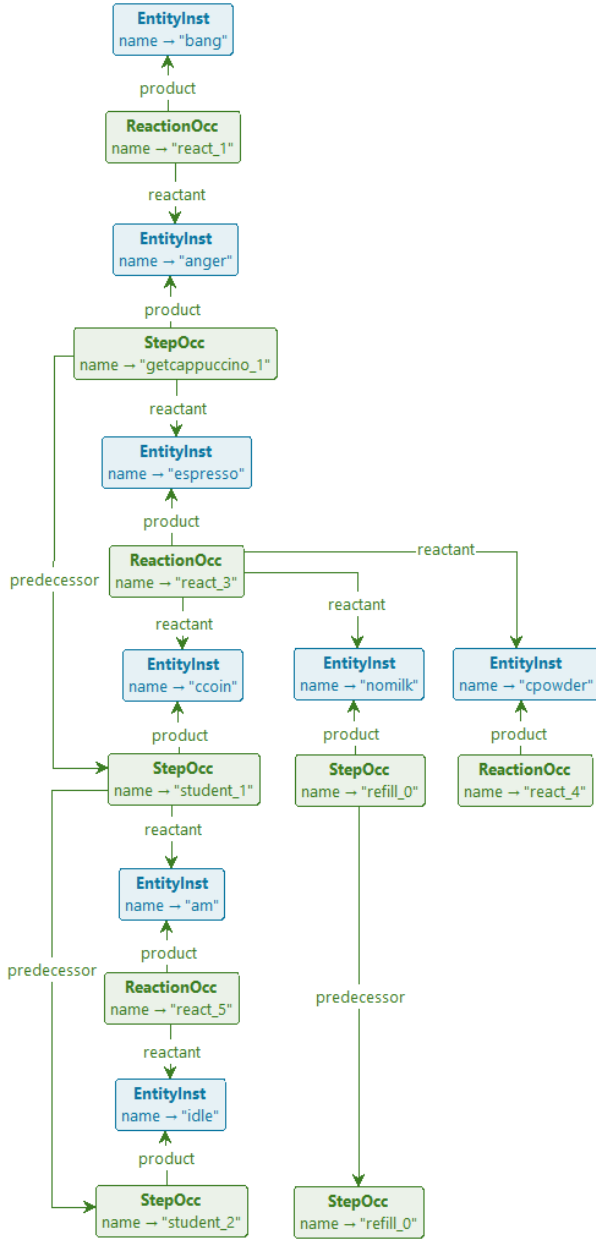 EntityInst
name → "bang"
product
ReactionOcc
name → "react_1"
reactant
EntityInst
name → "anger"
product
StepOcc
name → "getcappuccino_1"
reactant
EntityInst
name → "espresso"
product
reactant
ReactionOcc
name → "react_3"
predecessor
reactant
reactant
EntityInst
name → "ccoin"
EntityInst
name → "nomilk"
EntityInst
name → "cpowder"
product
product
product
StepOcc
name → "student_1"
StepOcc
name → "refill_0"
ReactionOcc
name → "react_4"
reactant
EntityInst
name → "am"
product
predecessor
ReactionOcc
name → "react_5"
predecessor
reactant
EntityInst
name → "idle"
product
StepOcc
name → "student_2"
StepOcc
name → "refill_0"